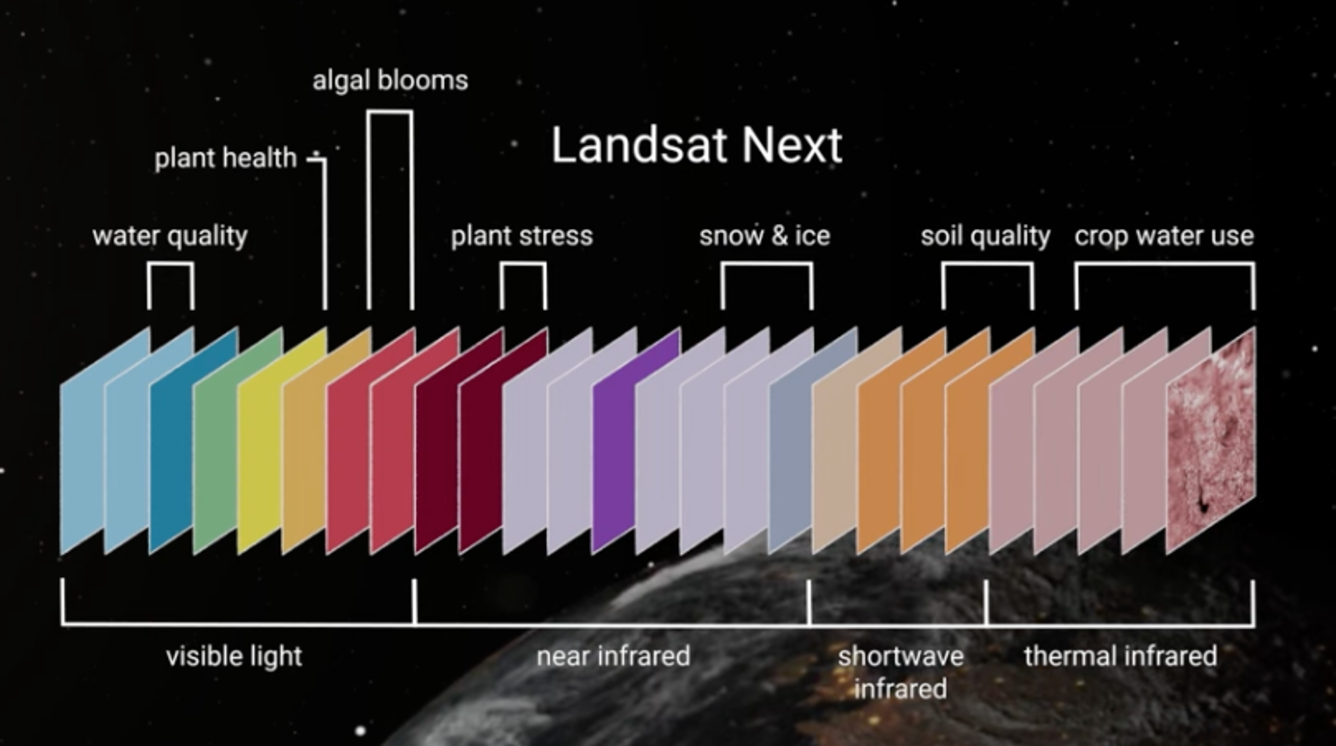 algal blooms
Landsat Next
plant health
water quality
plant stress
snow & ice
soil quality
crop water use
visible light
near infrared
shortwave
infrared
thermal infrared